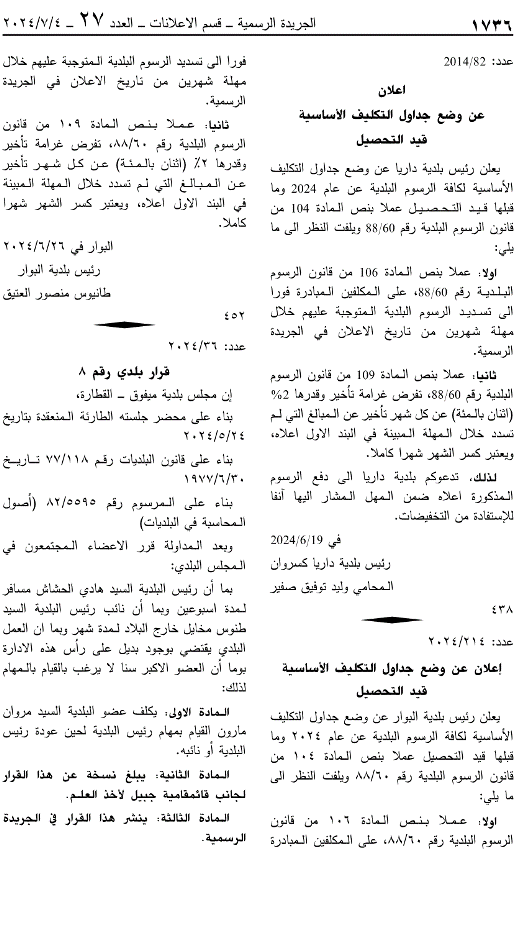 ١٧٣٦
الجريدة الرسمية ـ قسم الاعلانات ـ العدد ٢٧ ـ ٢٠٢٤/٧/٤
عدد: 2014/82
اعلان
عن وضع جداول التكليف الأساسية
قيد التحصيل
يعلن رئيس بلدية داريا عن وضع جداول التكليف
الأساسية لكافة الرسوم البلدية عن عام 2024 وما
قبلها قيد التحصيل عملا بنص المادة 104 من
قانون الرسوم البلدية رقم 88/60 ويلفت النظر الى ما
يلي:
اولا: عملا بنص المادة 106 من قانون الرسوم
البلدية رقم 88/60، على المكلفين المبادرة فورا
الى تسديد الرسوم البلدية المتوجبة عليهم خلال
مهلة شهرين من تاريخ الاعلان في الجريدة
الرسمية.
ثانيا: عملا بنص المادة 109 من قانون الرسوم
البلدية رقم 88/60، تفرض غرامة تأخير وقدرها 2%
(اثنان بالمئة) عن كل شهر تأخير عن المبالغ التي لم
تسدد خلال المهلة المبينة في البند الاول اعلاه،
ويعتبر كسر الشهر شهرا كاملا.
لذلك، تدعوكم بلدية داريا الى دفع الرسوم
المذكورة اعلاه ضمن المهل المشار اليها آنفا
للإستفادة من التخفيضات.
في 2024/6/19
رئيس بلدية داريا كسروان
المحامي وليد توفيق صفير
٤٣٨
عدد: ٢٠٢٤/٢١٤
إعلان عن وضع جداول التكليف الأساسية
قيد التحصيل
يعلن رئيس بلدية البوار عن وضع جداول التكليف
الأساسية لكافة الرسوم البلدية عن عام ٢٠٢٤ وما
قبلها قيد التحصيل عملا بنص المادة ١٠٤ من
قانون الرسوم البلدية رقم ٨٨/٦٠ ويلفت النظر الى
ما يلي:
اولا: عملا بنص المادة ١٠٦ من قانون
الرسوم البلدية رقم ٨٨/٦٠، على المكلفين المبادرة
فورا الى تسديد الرسوم البلدية المتوجبة عليهم خلال
مهلة شهرين من تاريخ الاعلان في الجريدة
الرسمية.
ثانيا: عملا بنص المادة ١٠٩ من قانون
الرسوم البلدية رقم ٨٨/٦٠، تفرض غرامة تأخير
وقدرها ٢٪ (اثنان بالمئة) عن كل شهر تأخير
عن المبالغ التي لم تسدد خلال المهلة المبينة
في البند الاول اعلاه، ويعتبر كسر الشهر شهرا
كاملا.
البوار في ٢٠٢٤/٦/٢٦
رئيس بلدية البوار
طانيوس منصور العتيق
٤٥٢
عدد: ٢٠٢٤/٣٦
قرار بلدي رقم ٨
إن مجلس بلدية ميفوق ـ القطارة،
بناء على محضر جلسته الطارئة المنعقدة بتاريخ
٢٠٢٤/٥/٢٤
بناء على قانون البلديات رقم ٧٧/١١٨ تاريخ
١٩٧٧/٦/٣٠
بناء على المرسوم رقم ٨٢/٥٥٩٥ (أصول
المحاسبة في البلديات)
وبعد المداولة قرر الاعضاء المجتمعون في
المجلس البلدي:
بما أن رئيس البلدية السيد هادي الحشاش مسافر
لمدة اسبوعين وبما أن نائب رئيس البلدية السيد
طنوس مخايل خارج البلاد لمدة شهر وبما ان العمل
البلدي يقتضي بوجود بديل على رأس هذه الادارة
بوما أن العضو الاكبر سنا لا يرغب بالقيام بالمهام
لذلك:
المادة الاولى: يكلف عضو البلدية السيد مروان
مارون القيام بمهام رئيس البلدية لحين عودة رئيس
البلدية أو نائبه.
المادة الثانية: يبلغ نسخة عن هذا القرار
لجانب قائمقامية جبيل لأخذ العلم.
المادة الثالثة: ينشر هذا القرار في الجريدة
الرسمية.